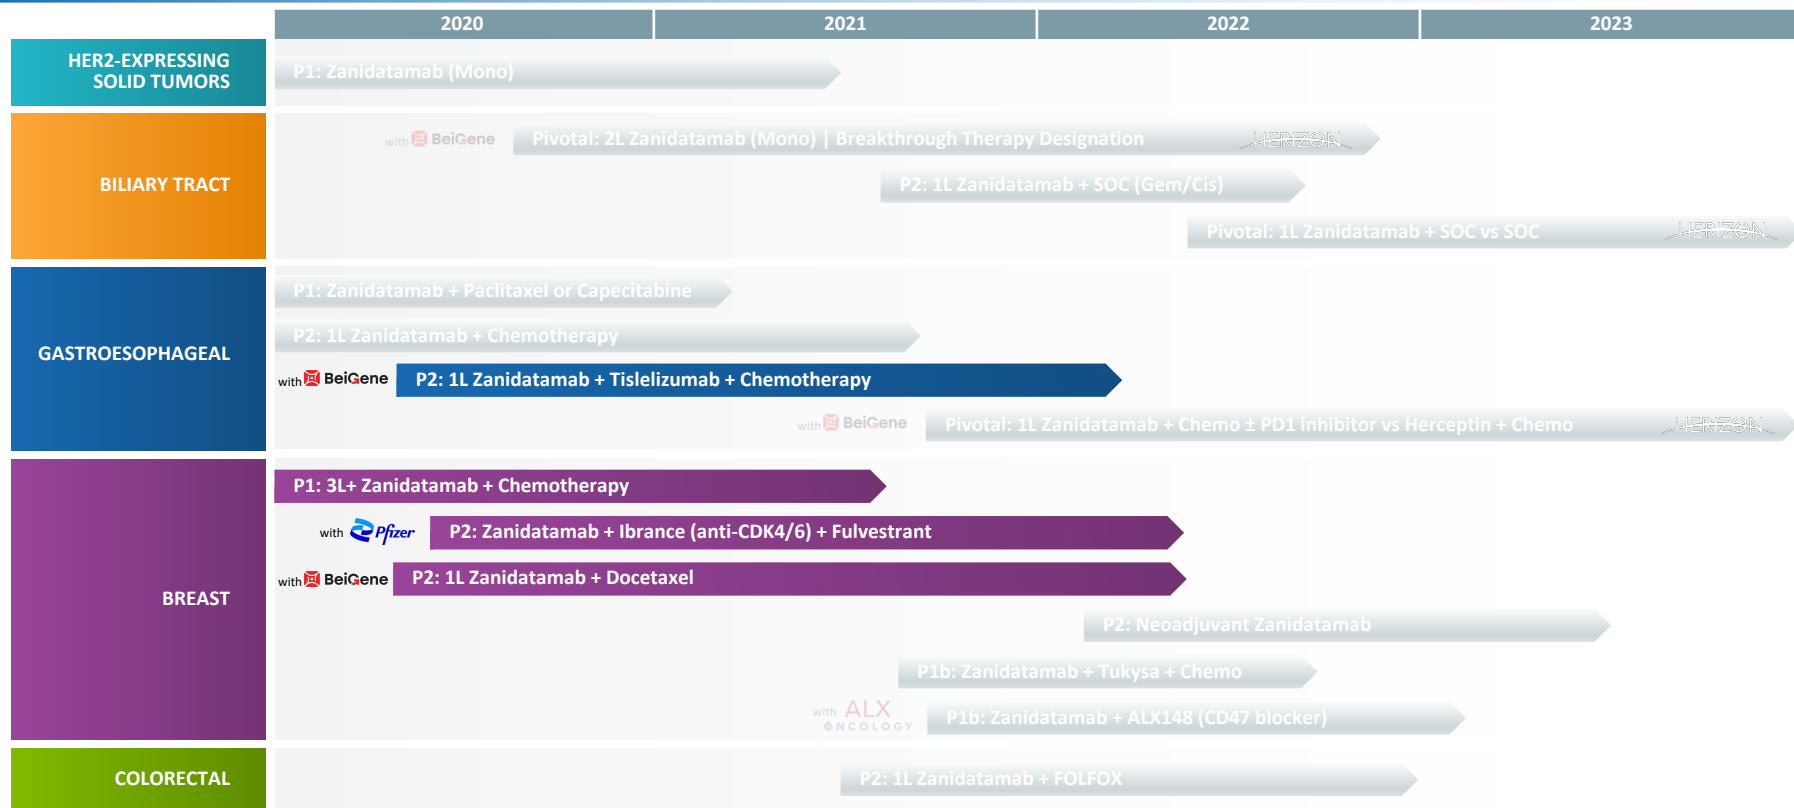 2020 2021 2022 2023
HER2-EXPRESSING
SOLID TUMORS
P1: Zanidatamab (Mono)
BILIARY TRACT
with BeiGene Pivotal: 2L Zanidatamab (Mono) | Breakthrough Therapy Designation HERIZON
P2: 1L Zanidatamab + SOC (Gem/Cis)
Pivotal: 1L Zanidatamab + SOC vs SOC HERIZON
GASTROESOPHAGEAL
P1: Zanidatamab + Paclitaxel or Capecitabine
P2: 1L Zanidatamab + Chemotherapy
with BeiGene P2: 1L Zanidatamab + Tislelizumab + Chemotherapy
with BeiGene Pivotal: 1L Zanidatamab + Chemo ± PD1 inhibitor vs Herceptin + Chemo HERIZON
BREAST
P1: 3L+ Zanidatamab + Chemotherapy
with Pfizer P2: Zanidatamab + Ibrance (anti-CDK4/6) + Fulvestrant
with BeiGene P2: 1L Zanidatamab + Docetaxel
P2: Neoadjuvant Zanidatamab
P1b: Zanidatamab + Tukysa + Chemo
with ALX ONCOLOGY P1b: Zanidatamab + ALX148 (CD47 blocker)
COLORECTAL
P2: 1L Zanidatamab + FOLFOX